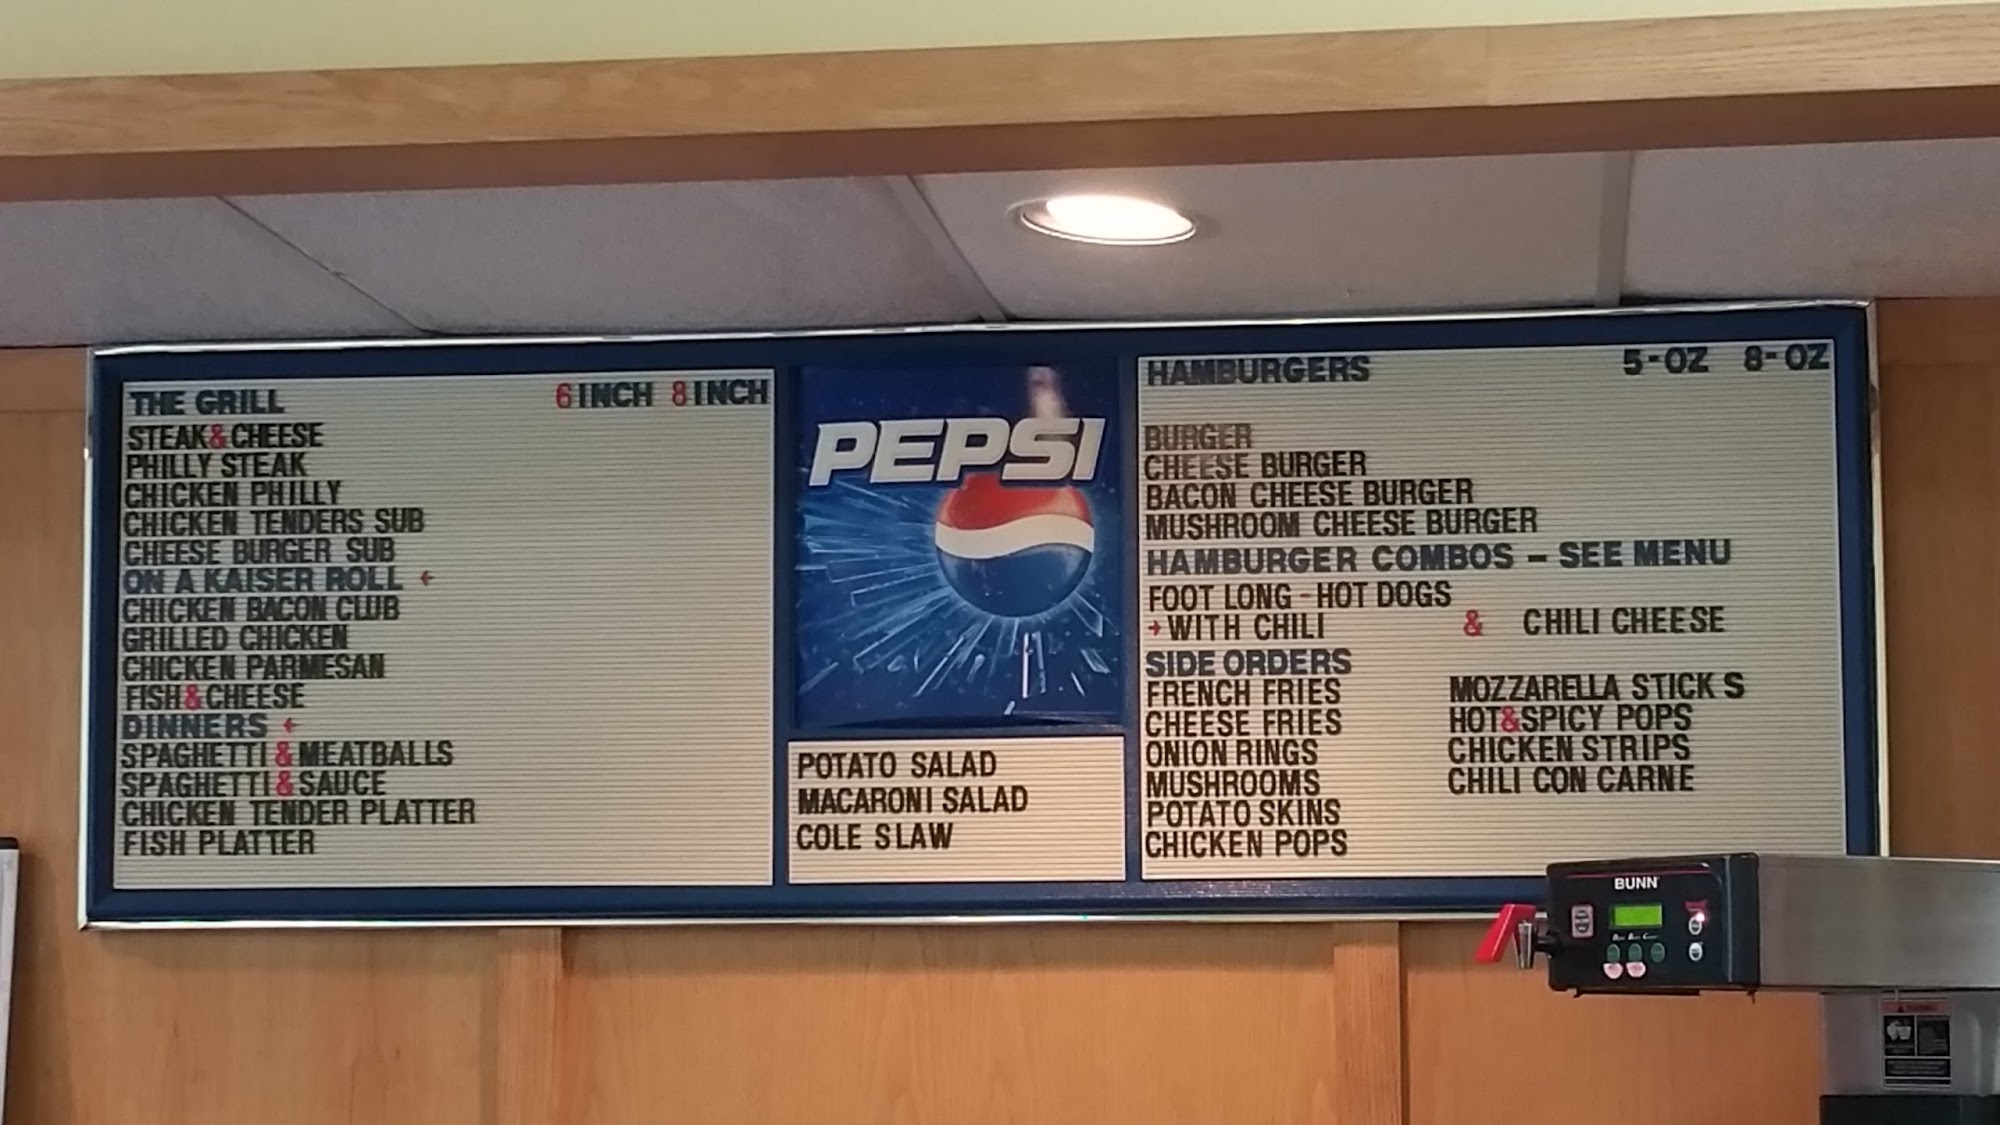 THE GRILL 6 INCH 8 INCH
STEAK & CHEESE
PHILLY STEAK
CHICKEN PHILLY
CHICKEN TENDERS SUB
CHEESE BURGER SUB
ON A KAISER ROLL ←
CHICKEN BACON CLUB
GRILLED CHICKEN
CHICKEN PARMESAN
FISH & CHEESE
DINNERS ←
SPAGHETTI & MEATBALLS
SPAGHETTI & SAUCE
CHICKEN TENDER PLATTER
FISH PLATTER
PEPSI
POTATO SALAD
MACARONI SALAD
COLE SLAW
HAMBURGERS 5-OZ 8-OZ
BURGER
CHEESE BURGER
BACON CHEESE BURGER
MUSHROOM CHEESE BURGER
HAMBURGER COMBOS - SEE MENU
FOOT LONG - HOT DOGS
→ WITH CHILI & CHILI CHEESE
SIDE ORDERS
FRENCH FRIES MOZZARELLA STICKS
CHEESE FRIES HOT & SPICY POPS
ONION RINGS CHICKEN STRIPS
MUSHROOMS CHILI CON CARNE
POTATO SKINS
CHICKEN POPS
BUNN